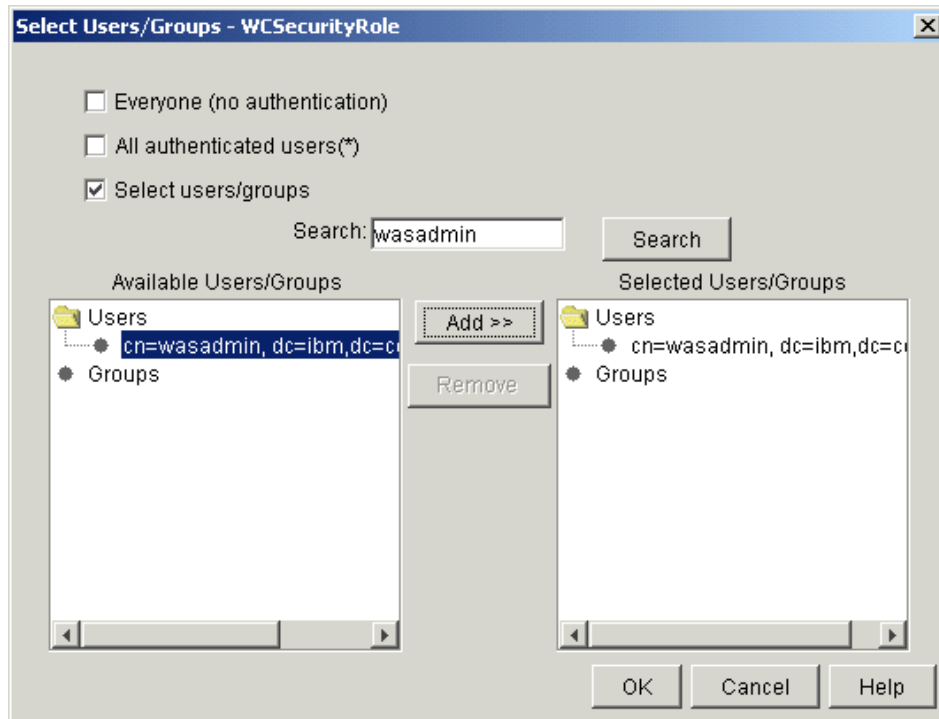 Select Users/Groups - WCSecurityRole
Everyone (no authentication)
All authenticated users(*)
Select users/groups
Search: wasadmin Search
Available Users/Groups Selected Users/Groups
Users Add >> Users
cn=wasadmin, dc=ibm,dc=c cn=wasadmin, dc=ibm,dc=c
Groups Remove Groups
OK Cancel Help